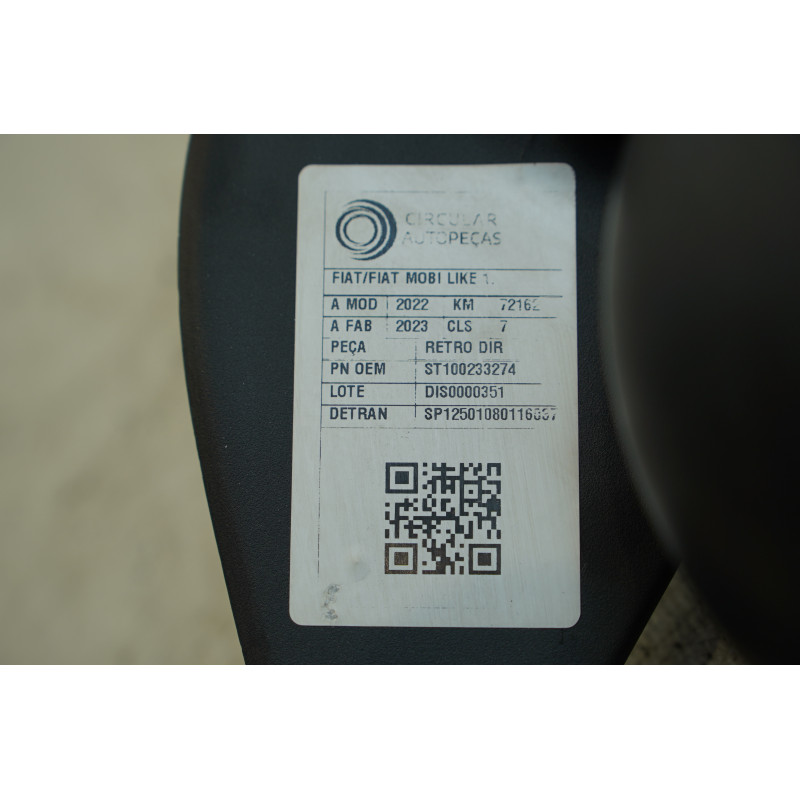 CIRCULAR
AUTOPEÇAS
FIAT/FIAT MOBI LIKE 1.
A MOD 2022 KM 72162
A FAB 2023 CLS 7
PEÇA RETRO DIR
PN OEM ST100233274
LOTE DIS0000351
DETRAN